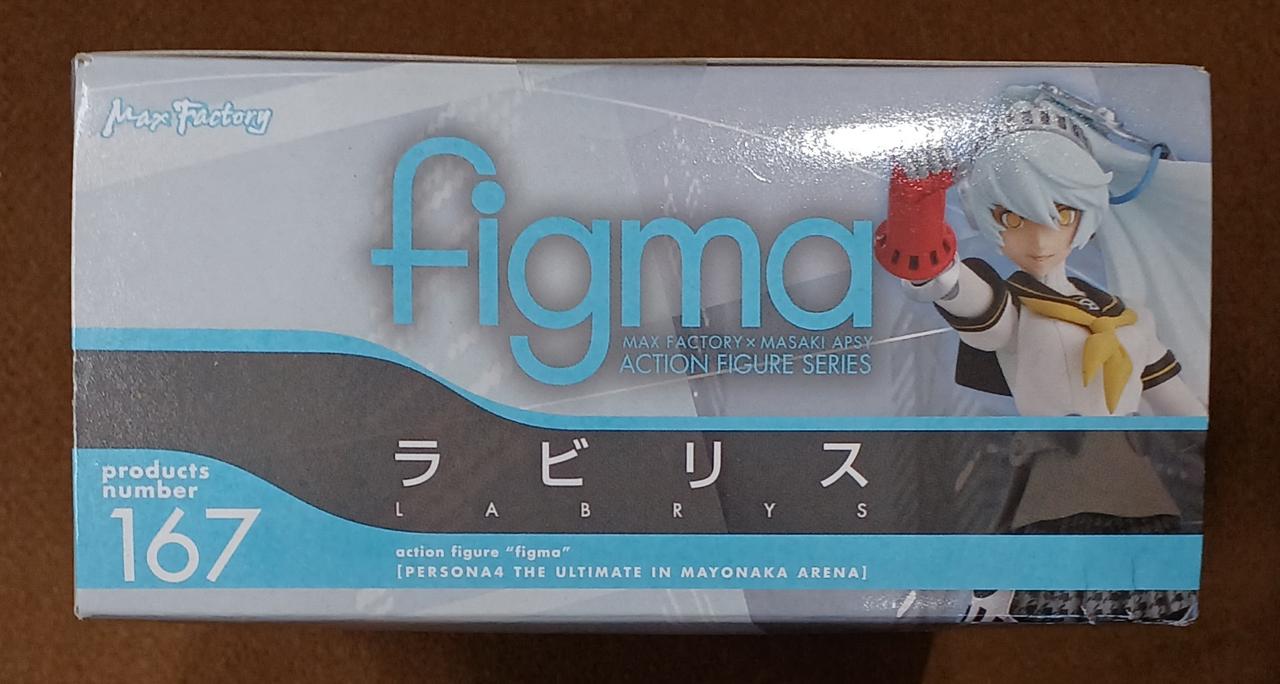 Max Factory
figma
MAX FACTORY × MASAKI APSY
ACTION FIGURE SERIES
ラビリス
LABRYS
products
number
167
action figure “figma”
[PERSONA4 THE ULTIMATE IN MAYONAKA ARENA]